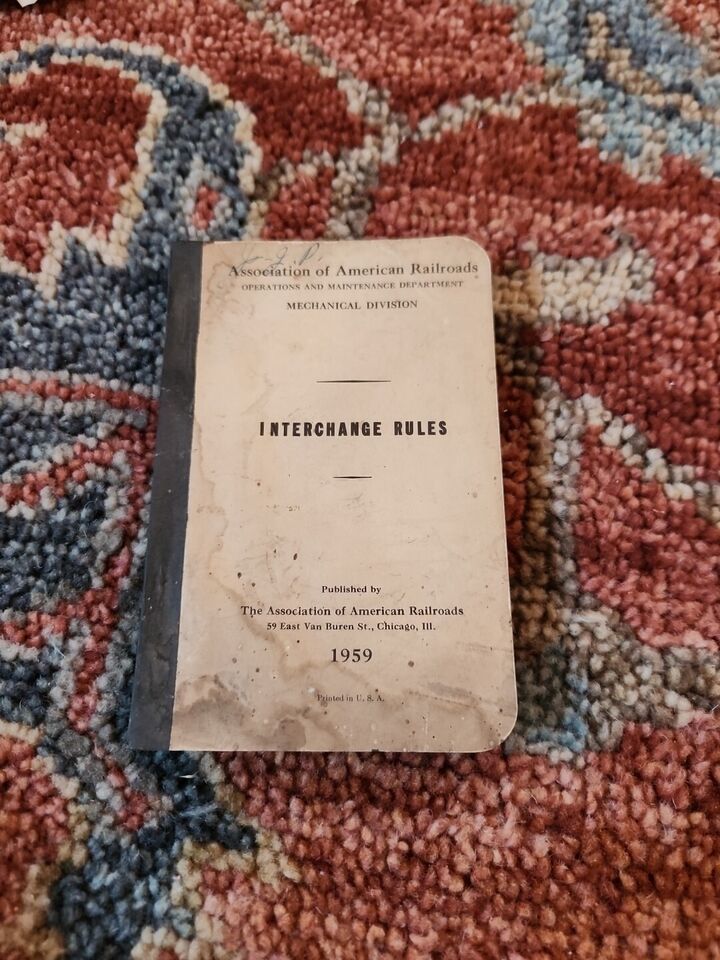 Association of American Railroads
OPERATIONS AND MAINTENANCE DEPARTMENT
MECHANICAL DIVISION
INTERCHANGE RULES
Published by
The Association of American Railroads
59 East Van Buren St., Chicago, Ill.
1959
Printed in U. S. A.